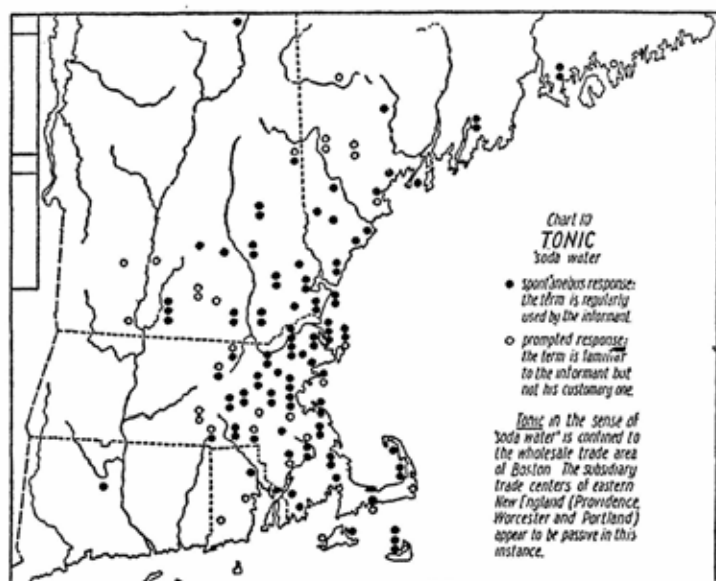 Chart 10
TONIC
'soda water'
spontaneous response:
the term is regularly
used by the informant.
prompted response:
the term is familiar
to the informant but
not his customary one.
Tonic in the sense of
'soda water' is confined to
the wholesale trade area
of Boston. The subsidiary
trade centers of eastern
New England (Providence,
Worcester and Portland)
appear to be passive in this
instance.